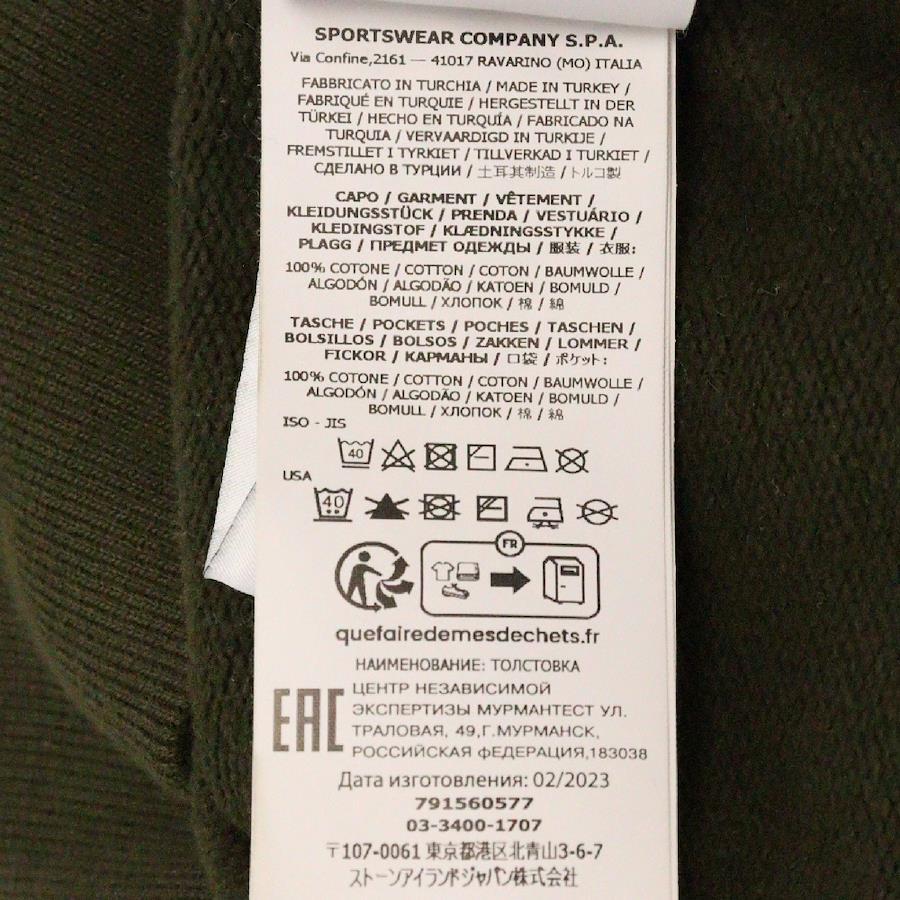 SPORTSWEAR COMPANY S.P.A.
Via Confine,2161 — 41017 RAVARINO (MO) ITALIA
FABBRICATO IN TURCHIA / MADE IN TURKEY /
FABRIQUÉ EN TURQUIE / HERGESTELLT IN DER
TÜRKEI / HECHO EN TURQUÍA / FABRICADO NA
TURQUIA / VERVAARDIGD IN TURKIJE /
FREMSTILLET I TYRKIET / TILLVERKAD I TURKIET /
СДЕЛАНО В ТУРЦИИ / 土耳其制造 / トルコ製
CAPO / GARMENT / VÊTEMENT /
KLEIDUNGSSTÜCK / PRENDA / VESTUÁRIO /
KLEDINGSTOF / KLÆDNINGSSTYKKE /
PLAGG / ПРЕДМЕТ ОДЕЖДЫ / 服装 / 衣服:
100% COTONE / COTTON / COTON / BAUMWOLLE /
ALGODÓN / ALGODÃO / KATOEN / BOMULD /
BOMULL / ХЛОПОК / 棉 / 綿
TASCHE / POCKETS / POCHES / TASCHEN /
BOLSILLOS / BOLSOS / ZAKKEN / LOMMER /
FICKOR / КАРМАНЫ / 口袋 / ポケット:
100% COTONE / COTTON / COTON / BAUMWOLLE /
ALGODÓN / ALGODÃO / KATOEN / BOMULD /
BOMULL / ХЛОПОК / 棉 / 綿
ISO - JIS
40
USA
40
FR
quefairedemesdechets.fr
НАИМЕНОВАНИЕ: ТОЛСТОВКА
EAC
ЦЕНТР НЕЗАВИСИМОЙ
ЭКСПЕРТИЗЫ МУРМАНТЕСТ УЛ.
ТРАЛОВАЯ, 49,Г.МУРМАНСК,
РОССИЙСКАЯ ФЕДЕРАЦИЯ,183038
Дата изготовления: 02/2023
791560577
03-3400-1707
〒107-0061 東京都港区北青山3-6-7
ストーンアイランドジャパン株式会社